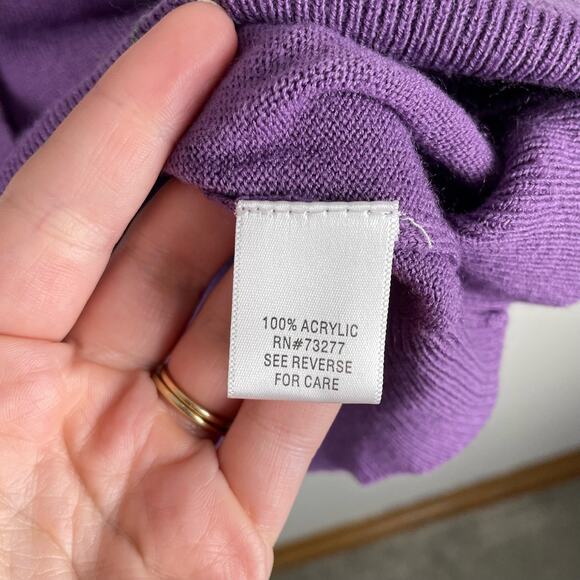 100% ACRYLIC
RN#73277
SEE REVERSE
FOR CARE